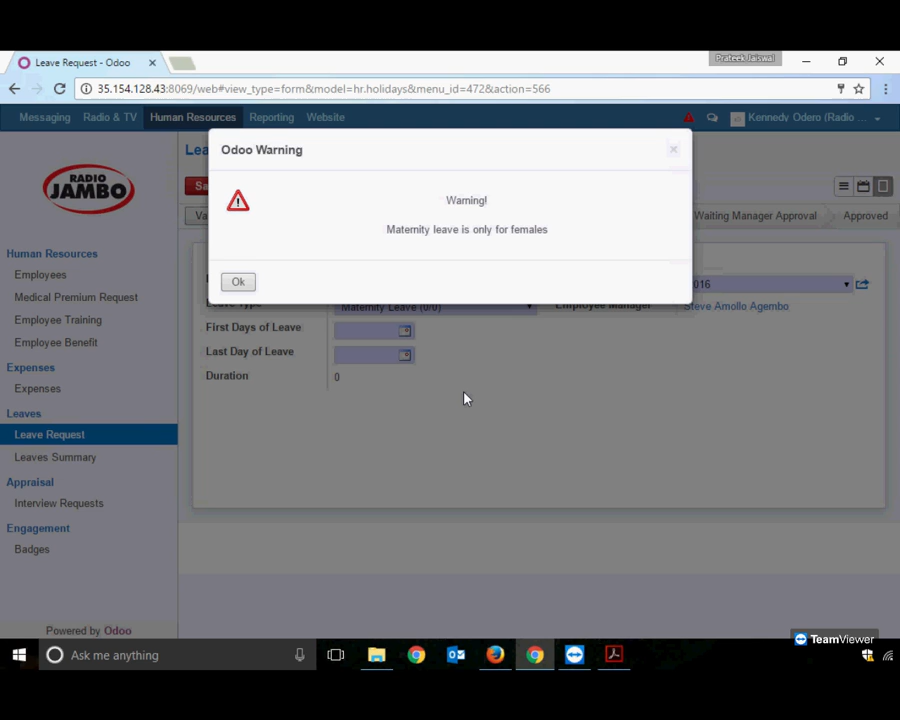 Prateek Jaiswal
Leave Request - Odoo
35.154.128.43:8069/web#view_type=form&model=hr.holidays&menu_id=472&action=566
Messaging Radio & TV Human Resources Reporting Website Kennedy Odero (Radio ...
Odoo Warning
RADIO
JAMBO
Warning!
Maternity leave is only for females
Waiting Manager Approval Approved
Ok
016
Human Resources
Employees
Medical Premium Request
Employee Training
Employee Benefit
Maternity Leave (0/0)
Steve Amollo Agembo
First Days of Leave
Last Day of Leave
Duration 0
Expenses
Expenses
Leaves
Leave Request
Leaves Summary
Appraisal
Interview Requests
Engagement
Badges
Powered by Odoo
TeamViewer
Ask me anything